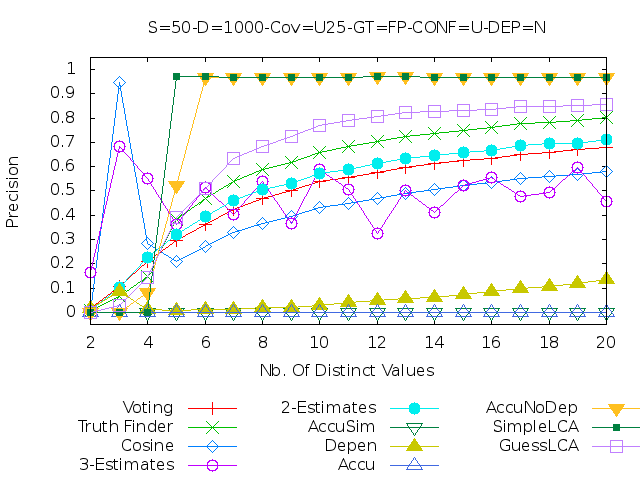 S=50-D=1000-Cov=U25-GT=FP-CONF=U-DEP=N
1
0.9
0.8
0.7
0.6
0.5
0.4
0.3
0.2
0.1
0
Precision
2 4 6 8 10 12 14 16 18 20
Nb. Of Distinct Values
Voting 2-Estimates AccuNoDep
Truth Finder AccuSim SimpleLCA
Cosine Depen GuessLCA
3-Estimates Accu